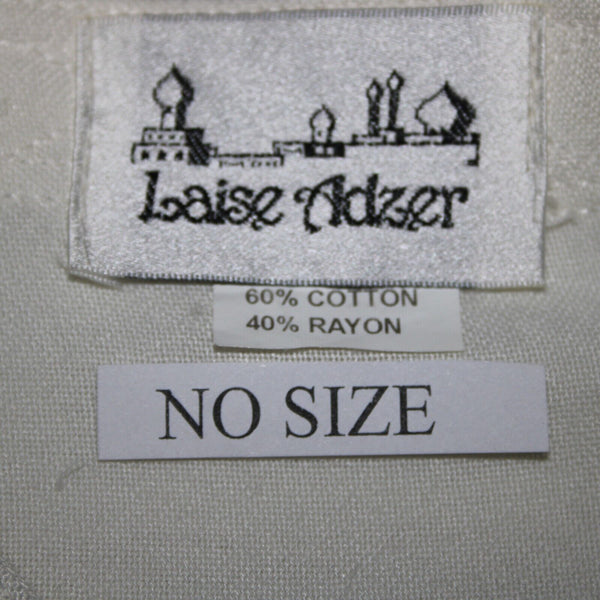 Laise Adzer
60% COTTON
40% RAYON
NO SIZE